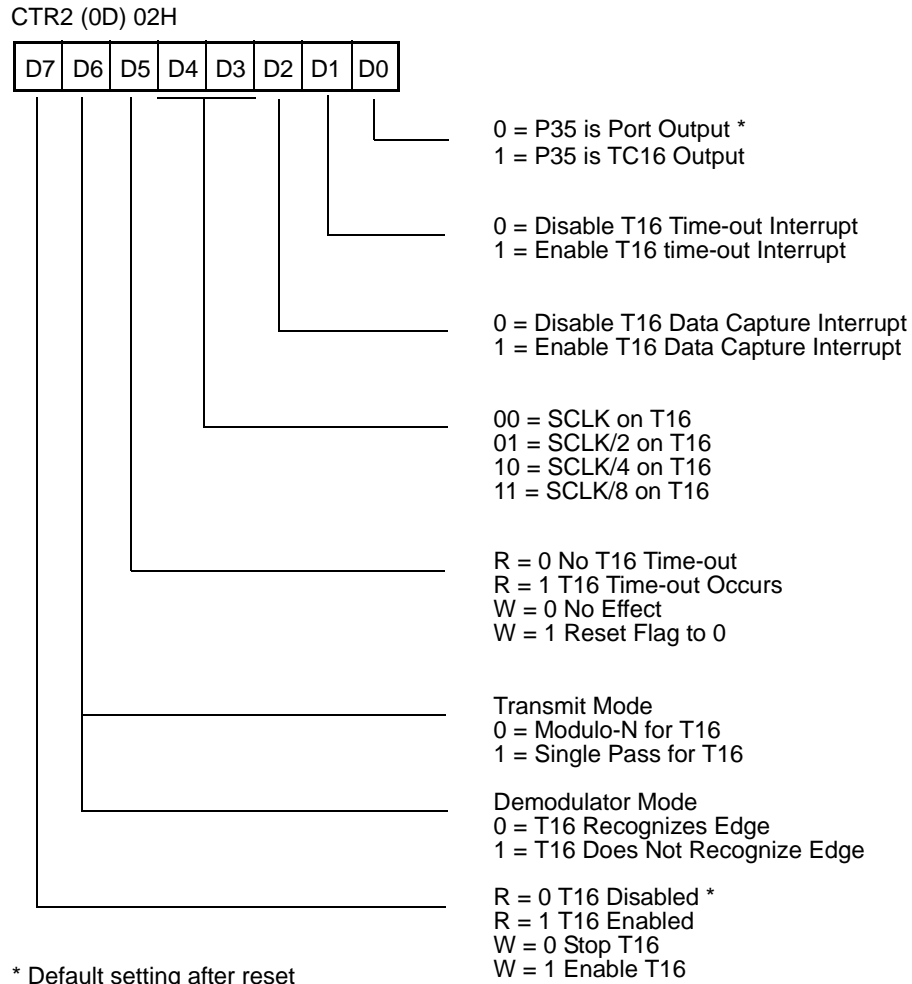 CTR2 (0D) 02H
D7 D6 D5 D4 D3 D2 D1 D0
0 = P35 is Port Output *
1 = P35 is TC16 Output
0 = Disable T16 Time-out Interrupt
1 = Enable T16 time-out Interrupt
0 = Disable T16 Data Capture Interrupt
1 = Enable T16 Data Capture Interrupt
00 = SCLK on T16
01 = SCLK/2 on T16
10 = SCLK/4 on T16
11 = SCLK/8 on T16
R = 0 No T16 Time-out
R = 1 T16 Time-out Occurs
W = 0 No Effect
W = 1 Reset Flag to 0
Transmit Mode
0 = Modulo-N for T16
1 = Single Pass for T16
Demodulator Mode
0 = T16 Recognizes Edge
1 = T16 Does Not Recognize Edge
R = 0 T16 Disabled *
R = 1 T16 Enabled
W = 0 Stop T16
W = 1 Enable T16
* Default setting after reset